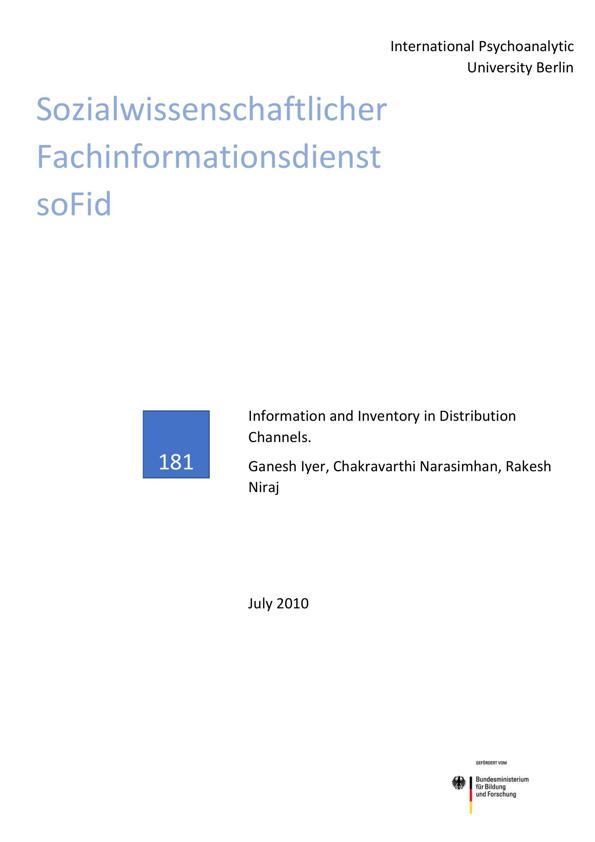 International Psychoanalytic
University Berlin
Sozialwissenschaftlicher
Fachinformationsdienst
soFid
181
Information and Inventory in Distribution
Channels.
Ganesh Iyer, Chakravarthi Narasimhan, Rakesh
Niraj
July 2010
GEFÖRDERT VOM
Bundesministerium
für Bildung
und Forschung